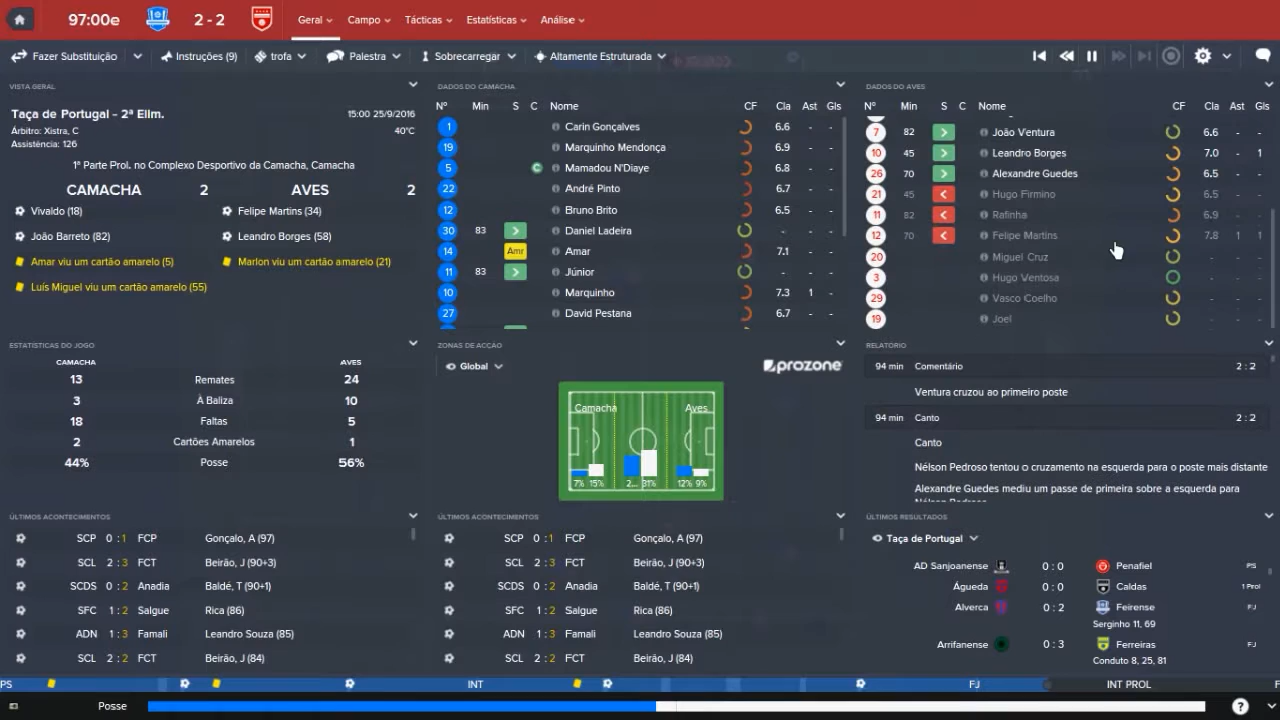 97:00e 2 - 2 Geral Campo Tácticas Estatísticas Análise
Fazer Substituição Instruções (9) trofa Palestra Sobrecarregar Altamente Estruturada
VISTA GERAL
Taça de Portugal - 2ª Elim. 15:00 25/9/2016
Árbitro: Xistra, C 40°C
Assistência: 126
1ª Parte Prol. no Complexo Desportivo da Camacha, Camacha
CAMACHA 2 AVES 2
Vivaldo (18) Felipe Martins (34)
João Barreto (82) Leandro Borges (58)
Amar viu um cartão amarelo (5) Marlon viu um cartão amarelo (21)
Luís Miguel viu um cartão amarelo (55)
DADOS DO CAMACHA
Nº Min S C Nome CF Cla Ast Gls
1 Carin Gonçalves 6.6 - -
19 Marquinho Mendonça 6.9 - -
5 C Mamadou N'Diaye 6.8 - -
22 André Pinto 6.7 - -
12 Bruno Brito 6.5 - -
30 83 Daniel Ladeira - - -
14 Amr Amar 7.1 - -
11 83 Júnior - - -
10 Marquinho 7.3 1 -
27 David Pestana 6.7 - -
DADOS DO AVES
Nº Min S C Nome CF Cla Ast Gls
7 82 João Ventura 6.6 - -
10 45 Leandro Borges 7.0 - 1
26 70 Alexandre Guedes 6.5 - -
21 45 Hugo Firmino 6.5 - -
11 82 Rafinha 6.9 - -
12 70 Felipe Martins 7.8 1 1
20 Miguel Cruz - - -
3 Hugo Ventosa - - -
29 Vasco Coelho - - -
19 Joel - - -
ESTATÍSTICAS DO JOGO
CAMACHA AVES
13 Remates 24
3 À Baliza 10
18 Faltas 5
2 Cartões Amarelos 1
44% Posse 56%
ZONAS DE ACÇÃO
Global prozone
Camacha Aves
7% 15% 2... 31% 12% 9%
RELATÓRIO
94 min Comentário 2 : 2
Ventura cruzou ao primeiro poste
94 min Canto 2 : 2
Canto
Nélson Pedroso tentou o cruzamento na esquerda para o poste mais distante
Alexandre Guedes mediu um passe de primeira sobre a esquerda para
Nélson Pedroso
ÚLTIMOS ACONTECIMENTOS
SCP 0 : 1 FCP Gonçalo, A (97)
SCL 2 : 3 FCT Beirão, J (90+3)
SCDS 0 : 2 Anadia Baldé, T (90+1)
SFC 1 : 2 Salgue Rica (86)
ADN 1 : 3 Famali Leandro Souza (85)
SCL 2 : 2 FCT Beirão, J (84)
ÚLTIMOS ACONTECIMENTOS
SCP 0 : 1 FCP Gonçalo, A (97)
SCL 2 : 3 FCT Beirão, J (90+3)
SCDS 0 : 2 Anadia Baldé, T (90+1)
SFC 1 : 2 Salgue Rica (86)
ADN 1 : 3 Famali Leandro Souza (85)
SCL 2 : 2 FCT Beirão, J (84)
ÚLTIMOS RESULTADOS
Taça de Portugal
AD Sanjoanense 0 : 0 Penafiel PS
Águeda 0 : 0 Caldas 1 Prol
Alverca 0 : 2 Feirense FJ
Serginho 11, 69
Arrifanense 0 : 3 Ferreiras FJ
Conduto 8, 25, 81
PS INT FJ INT PROL F
Posse ?